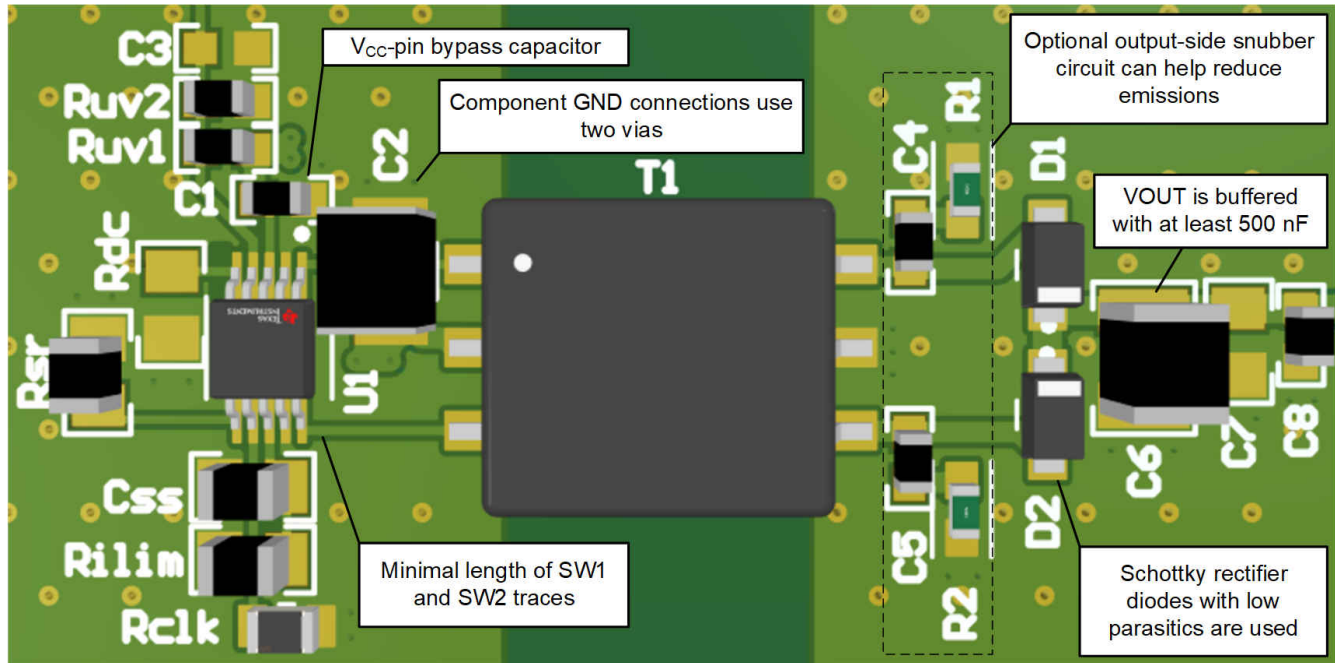 C3
Ruv2
Ruv1
C1
Rdc
Rsr
V_CC-pin bypass capacitor
Component GND connections use
two vias
C2
TEXAS
INSTRUMENTS
U1
T1
Css
Rilim
Rclk
Minimal length of SW1
and SW2 traces
Optional output-side snubber
circuit can help reduce
emissions
R1
C4
D1
VOUT is buffered
with at least 500 nF
C5
R2
D2
C6
C7
C8
Schottky rectifier
diodes with low
parasitics are used